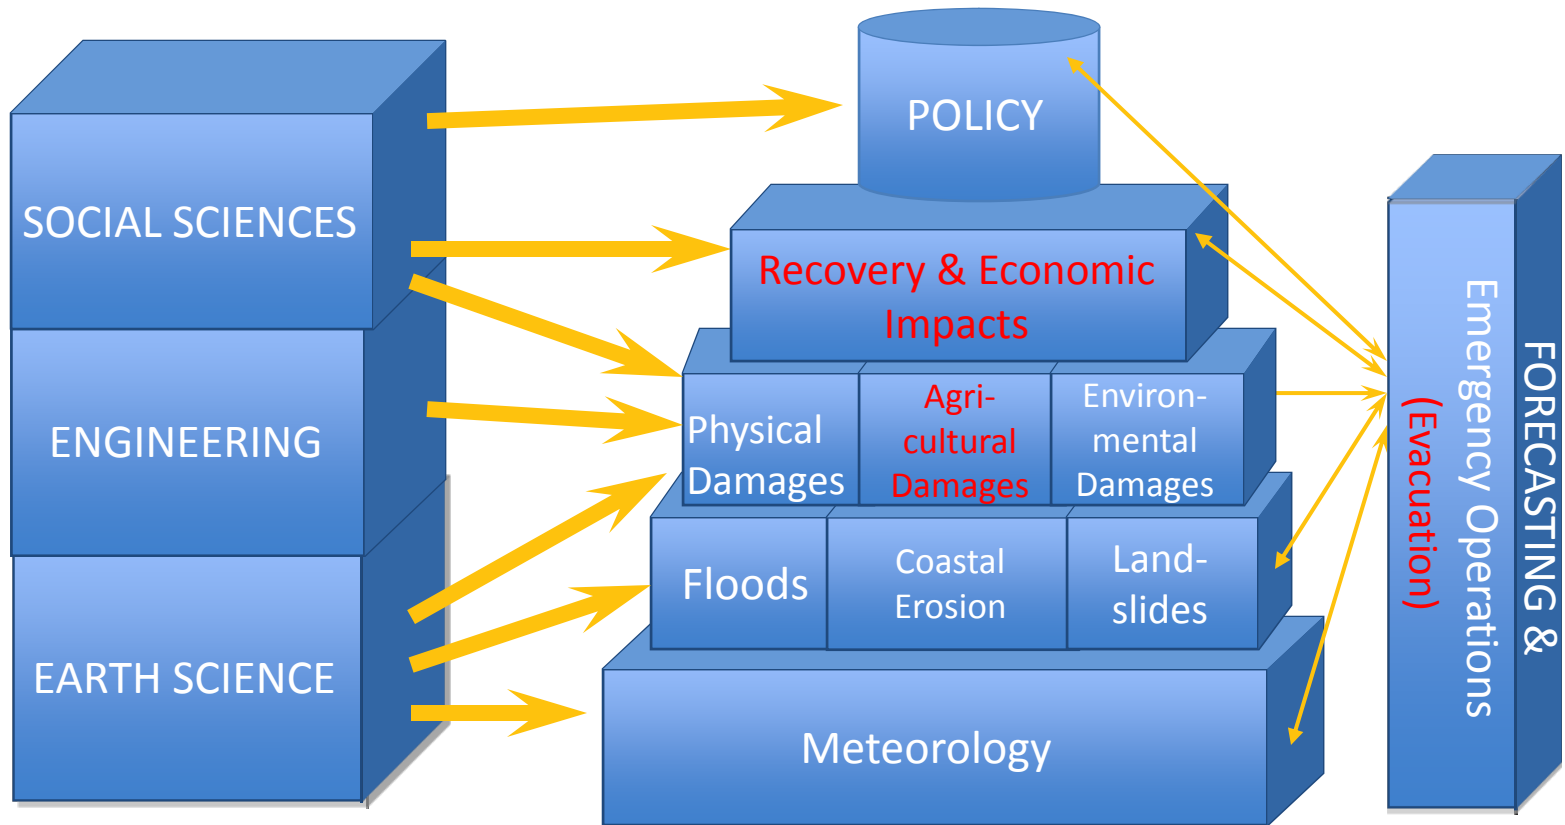 SOCIAL SCIENCES
ENGINEERING
EARTH SCIENCE
POLICY
Recovery & Economic
Impacts
Physical
Damages
Agri-
cultural
Damages
Environ-
mental
Damages
Floods
Coastal
Erosion
Land-
slides
Meteorology
FORECASTING &
Emergency Operations
(Evacuation)